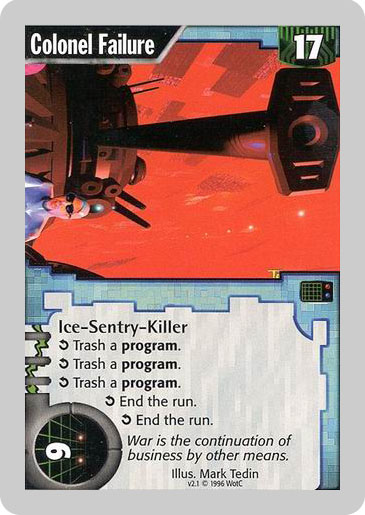 Colonel Failure
17
Ice-Sentry-Killer
Trash a program.
Trash a program.
Trash a program.
End the run.
End the run.
War is the continuation of
business by other means.
Illus. Mark Tedin
v2.1 © 1996 WotC
6